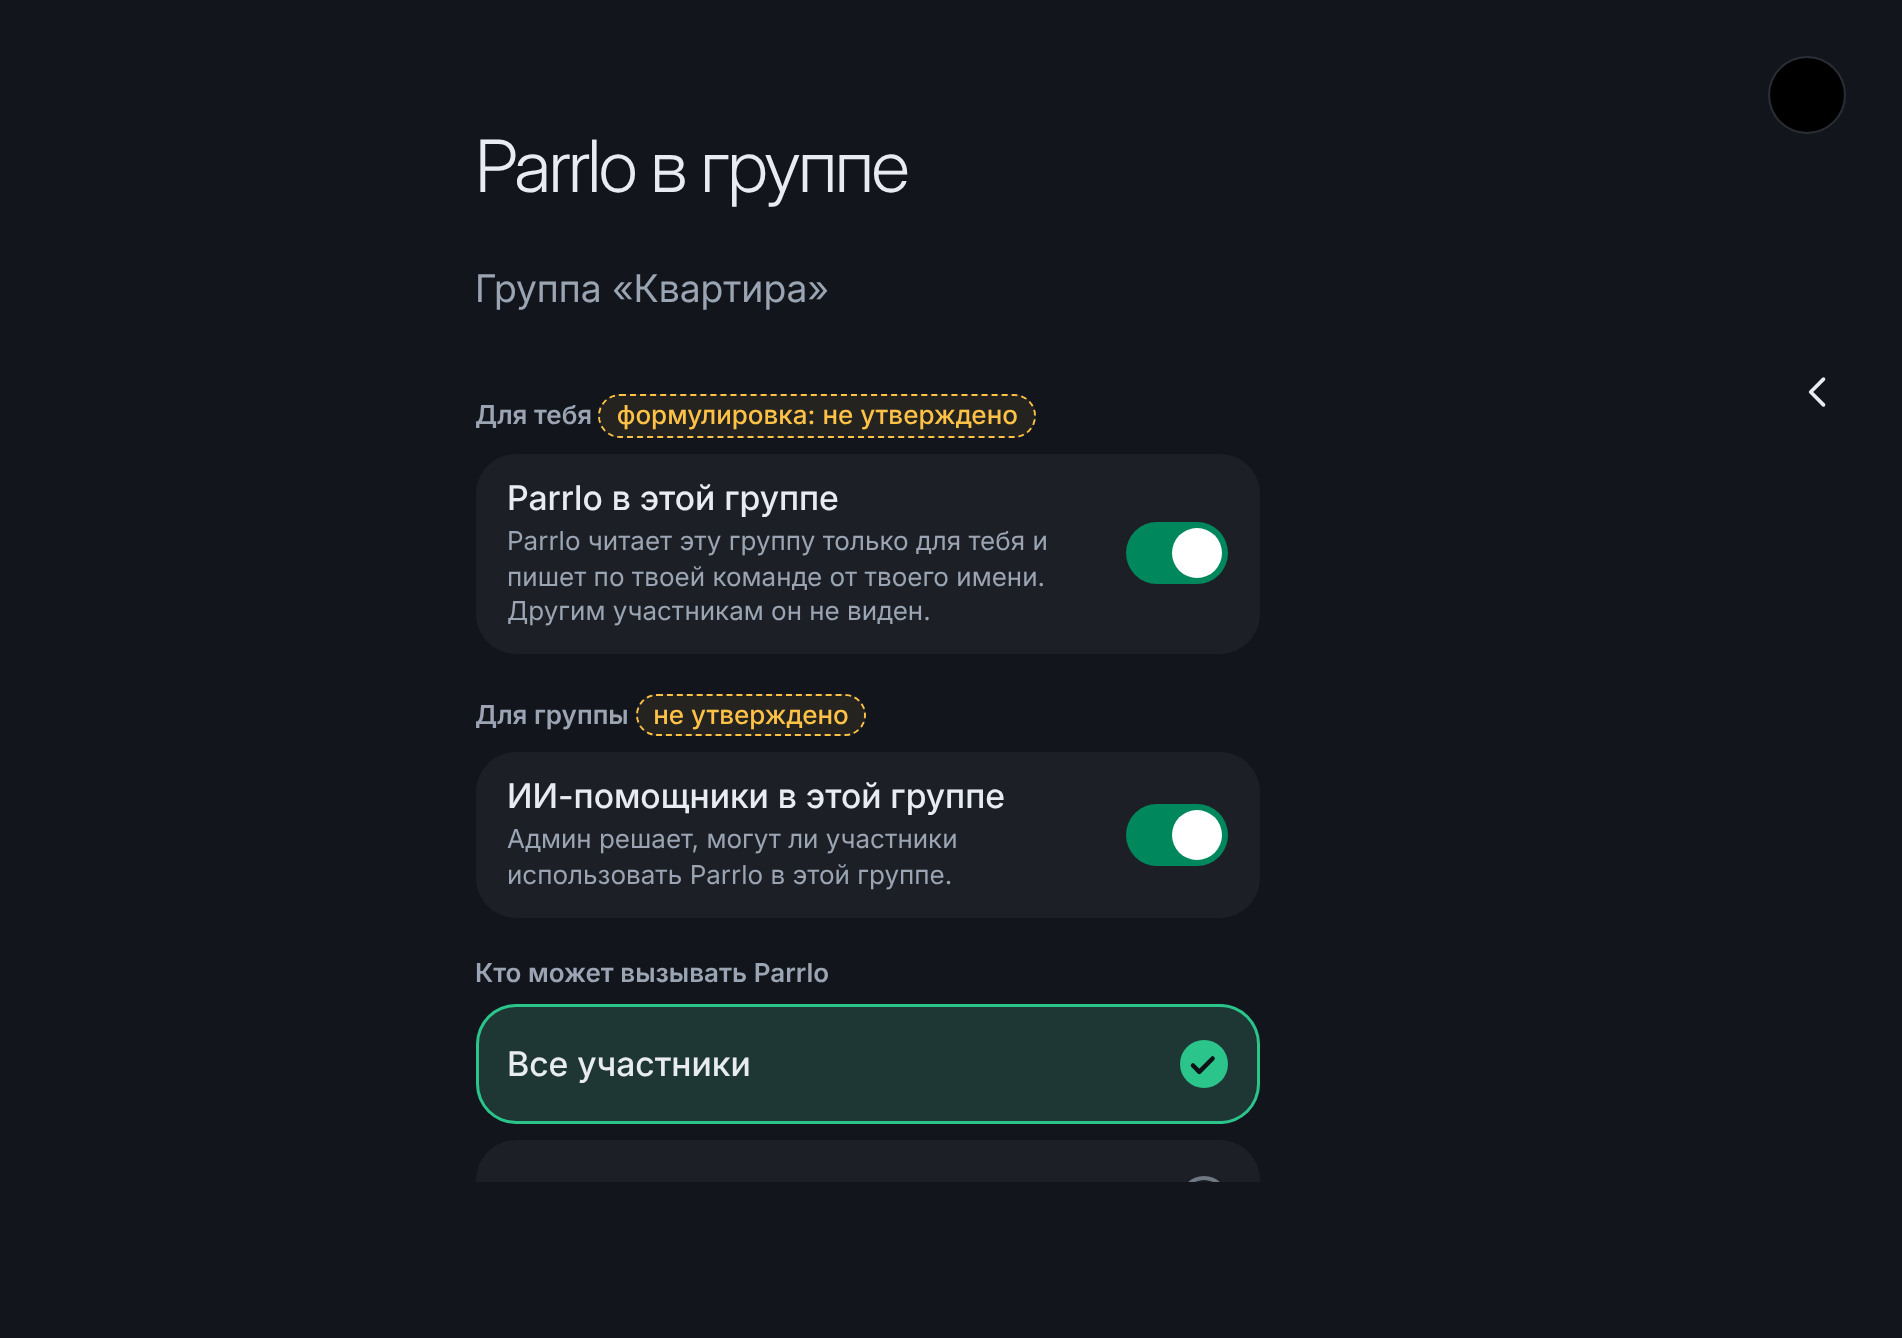 Parrlo в группе
Группа «Квартира»
Для тебя формулировка: не утверждено
Parrlo в этой группе
Parrlo читает эту группу только для тебя и
пишет по твоей команде от твоего имени.
Другим участникам он не виден.
Для группы не утверждено
ИИ-помощники в этой группе
Админ решает, могут ли участники
использовать Parrlo в этой группе.
Кто может вызывать Parrlo
Все участники